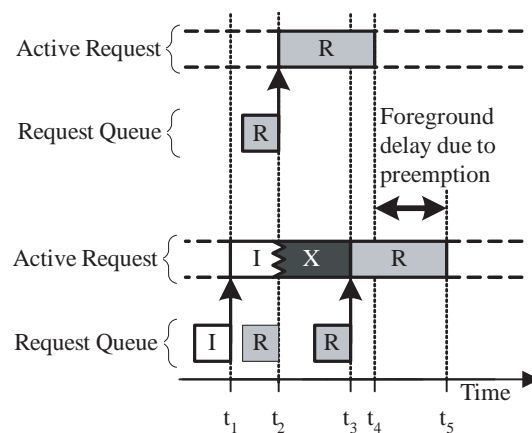 Active Request
R
Request Queue
R
Foreground
delay due to
preemption
Active Request
I
X
R
Request Queue
I
R
R
Time
t1
t2
t3
t4
t5